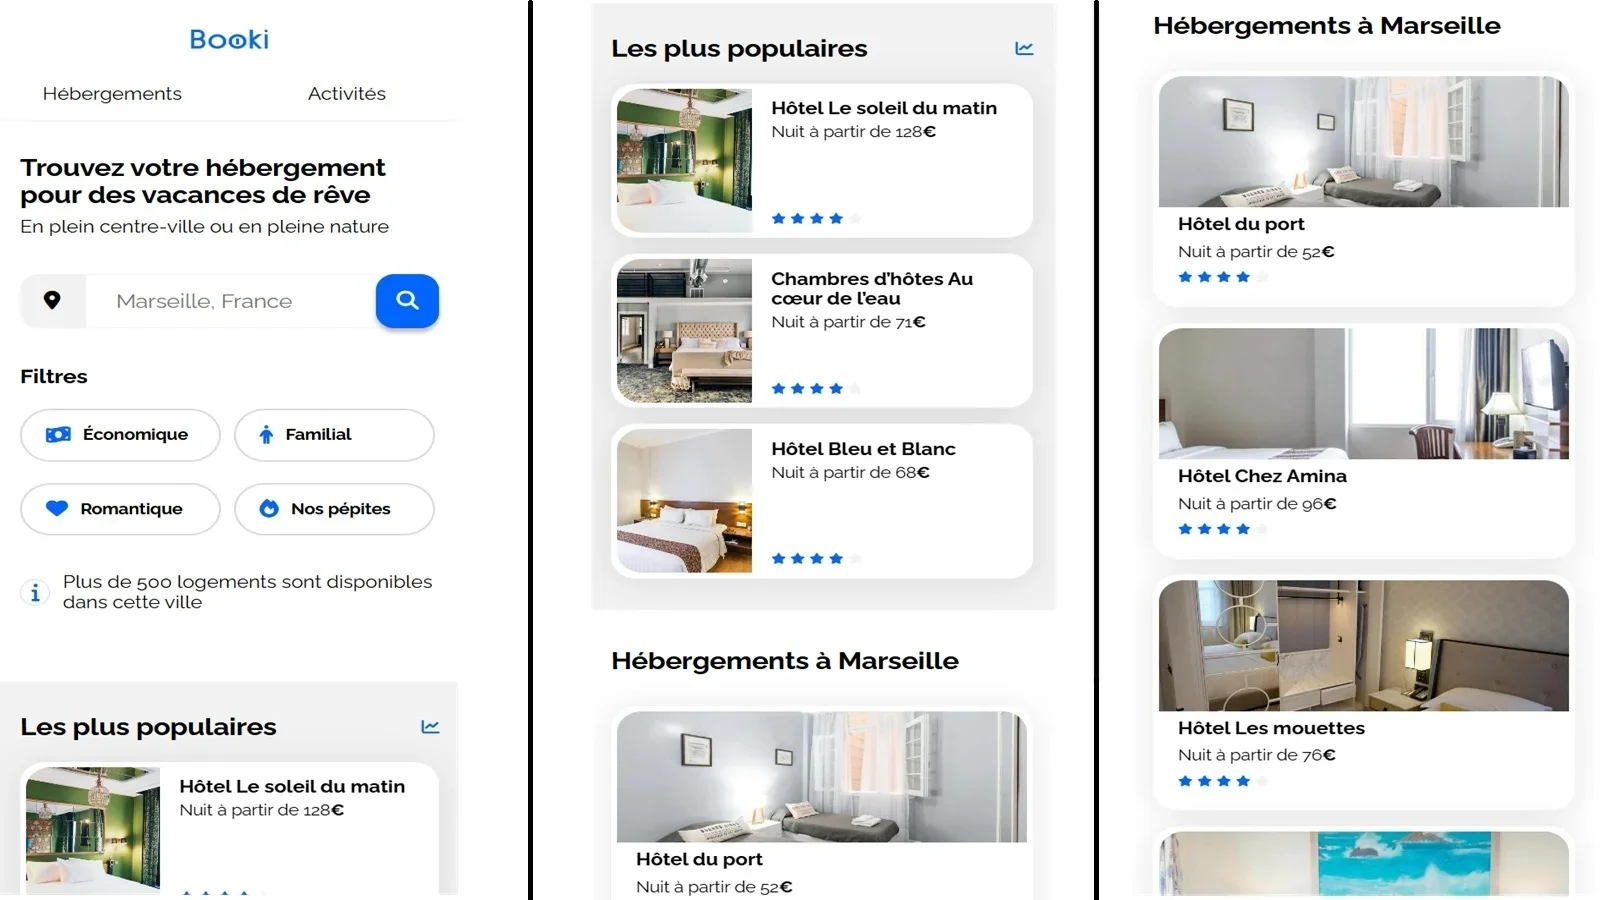 Booki
Hébergements
Activités
Trouvez votre hébergement
pour des vacances de rêve
En plein centre-ville ou en pleine nature
Marseille, France
Filtres
Économique
Familial
Romantique
Nos pépites
Plus de 500 logements sont disponibles
dans cette ville
Les plus populaires
Hôtel Le soleil du matin
Nuit à partir de 128€
Les plus populaires
Hôtel Le soleil du matin
Nuit à partir de 128€
Chambres d’hôtes Au
cœur de l’eau
Nuit à partir de 71€
Hôtel Bleu et Blanc
Nuit à partir de 68€
Hébergements à Marseille
Hôtel du port
Nuit à partir de 52€
Hébergements à Marseille
Hôtel du port
Nuit à partir de 52€
Hôtel Chez Amina
Nuit à partir de 96€
Hôtel Les mouettes
Nuit à partir de 76€